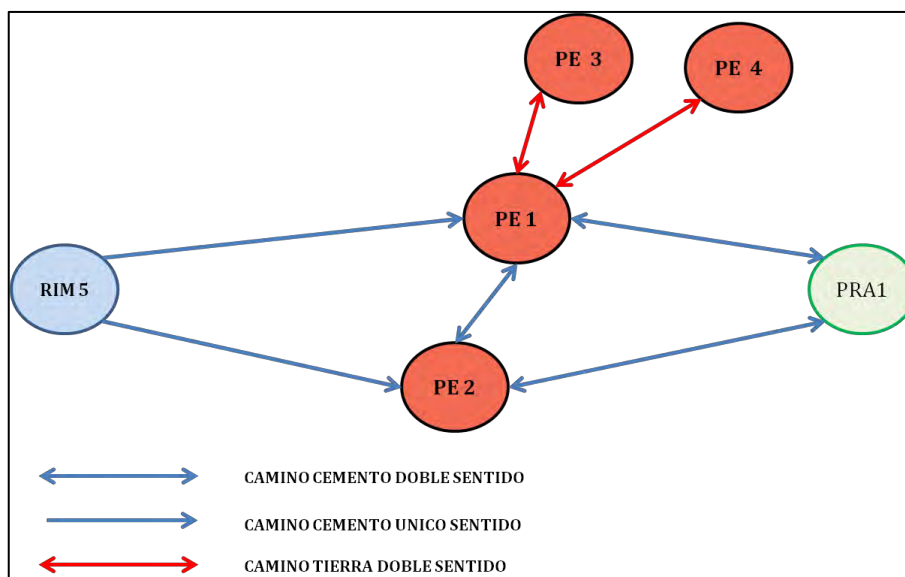 PE 3
PE 4
PE 1
RIM 5
PRA1
PE 2
CAMINO CEMENTO DOBLE SENTIDO
CAMINO CEMENTO UNICO SENTIDO
CAMINO TIERRA DOBLE SENTIDO